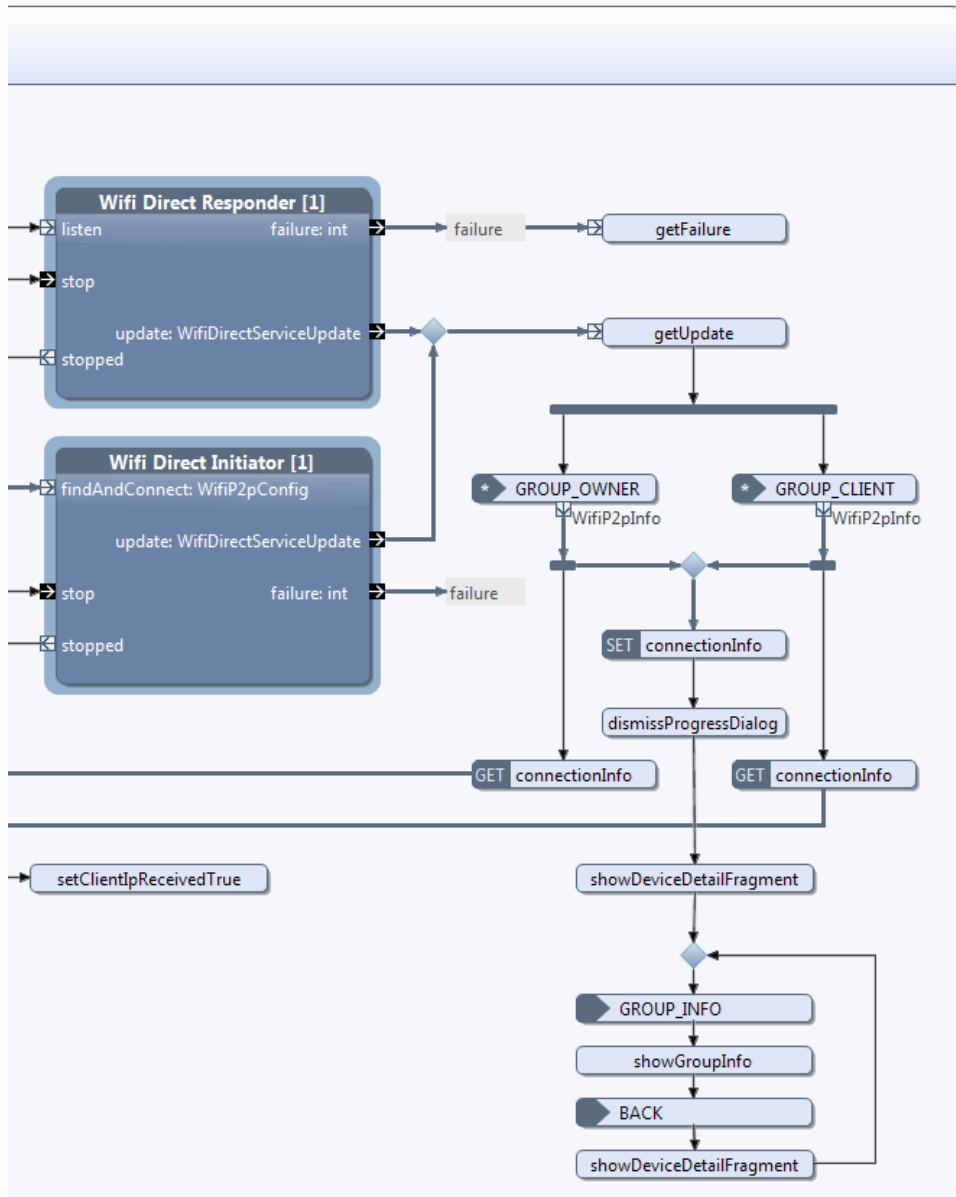 Wifi Direct Responder [1]
listen
failure: int
failure
getFailure
stop
update: WifiDirectServiceUpdate
getUpdate
stopped
Wifi Direct Initiator [1]
findAndConnect: WifiP2pConfig
* GROUP_OWNER
* GROUP_CLIENT
WifiP2pInfo
WifiP2pInfo
update: WifiDirectServiceUpdate
stop
failure: int
failure
stopped
SET connectionInfo
dismissProgressDialog
GET connectionInfo
GET connectionInfo
setClientIpReceivedTrue
showDeviceDetailFragment
GROUP_INFO
showGroupInfo
BACK
showDeviceDetailFragment